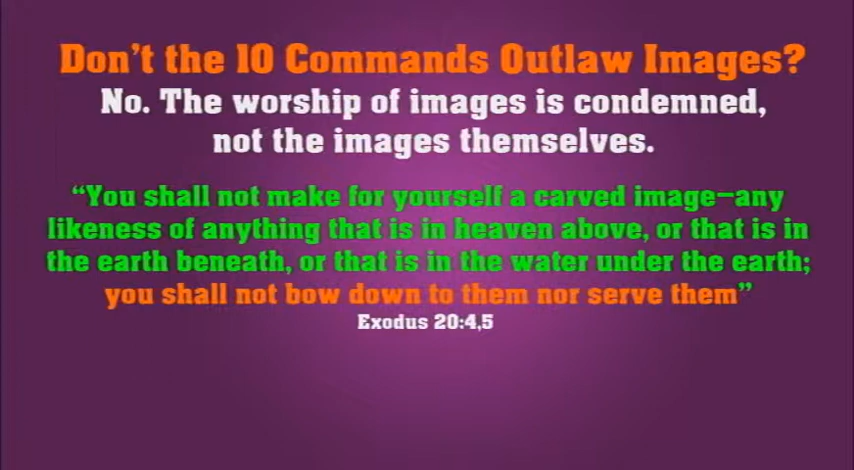 Don't the 10 Commands Outlaw Images?
No. The worship of images is condemned,
not the images themselves.
“You shall not make for yourself a carved image—any
likeness of anything that is in heaven above, or that is in
the earth beneath, or that is in the water under the earth;
you shall not bow down to them nor serve them”
Exodus 20:4,5